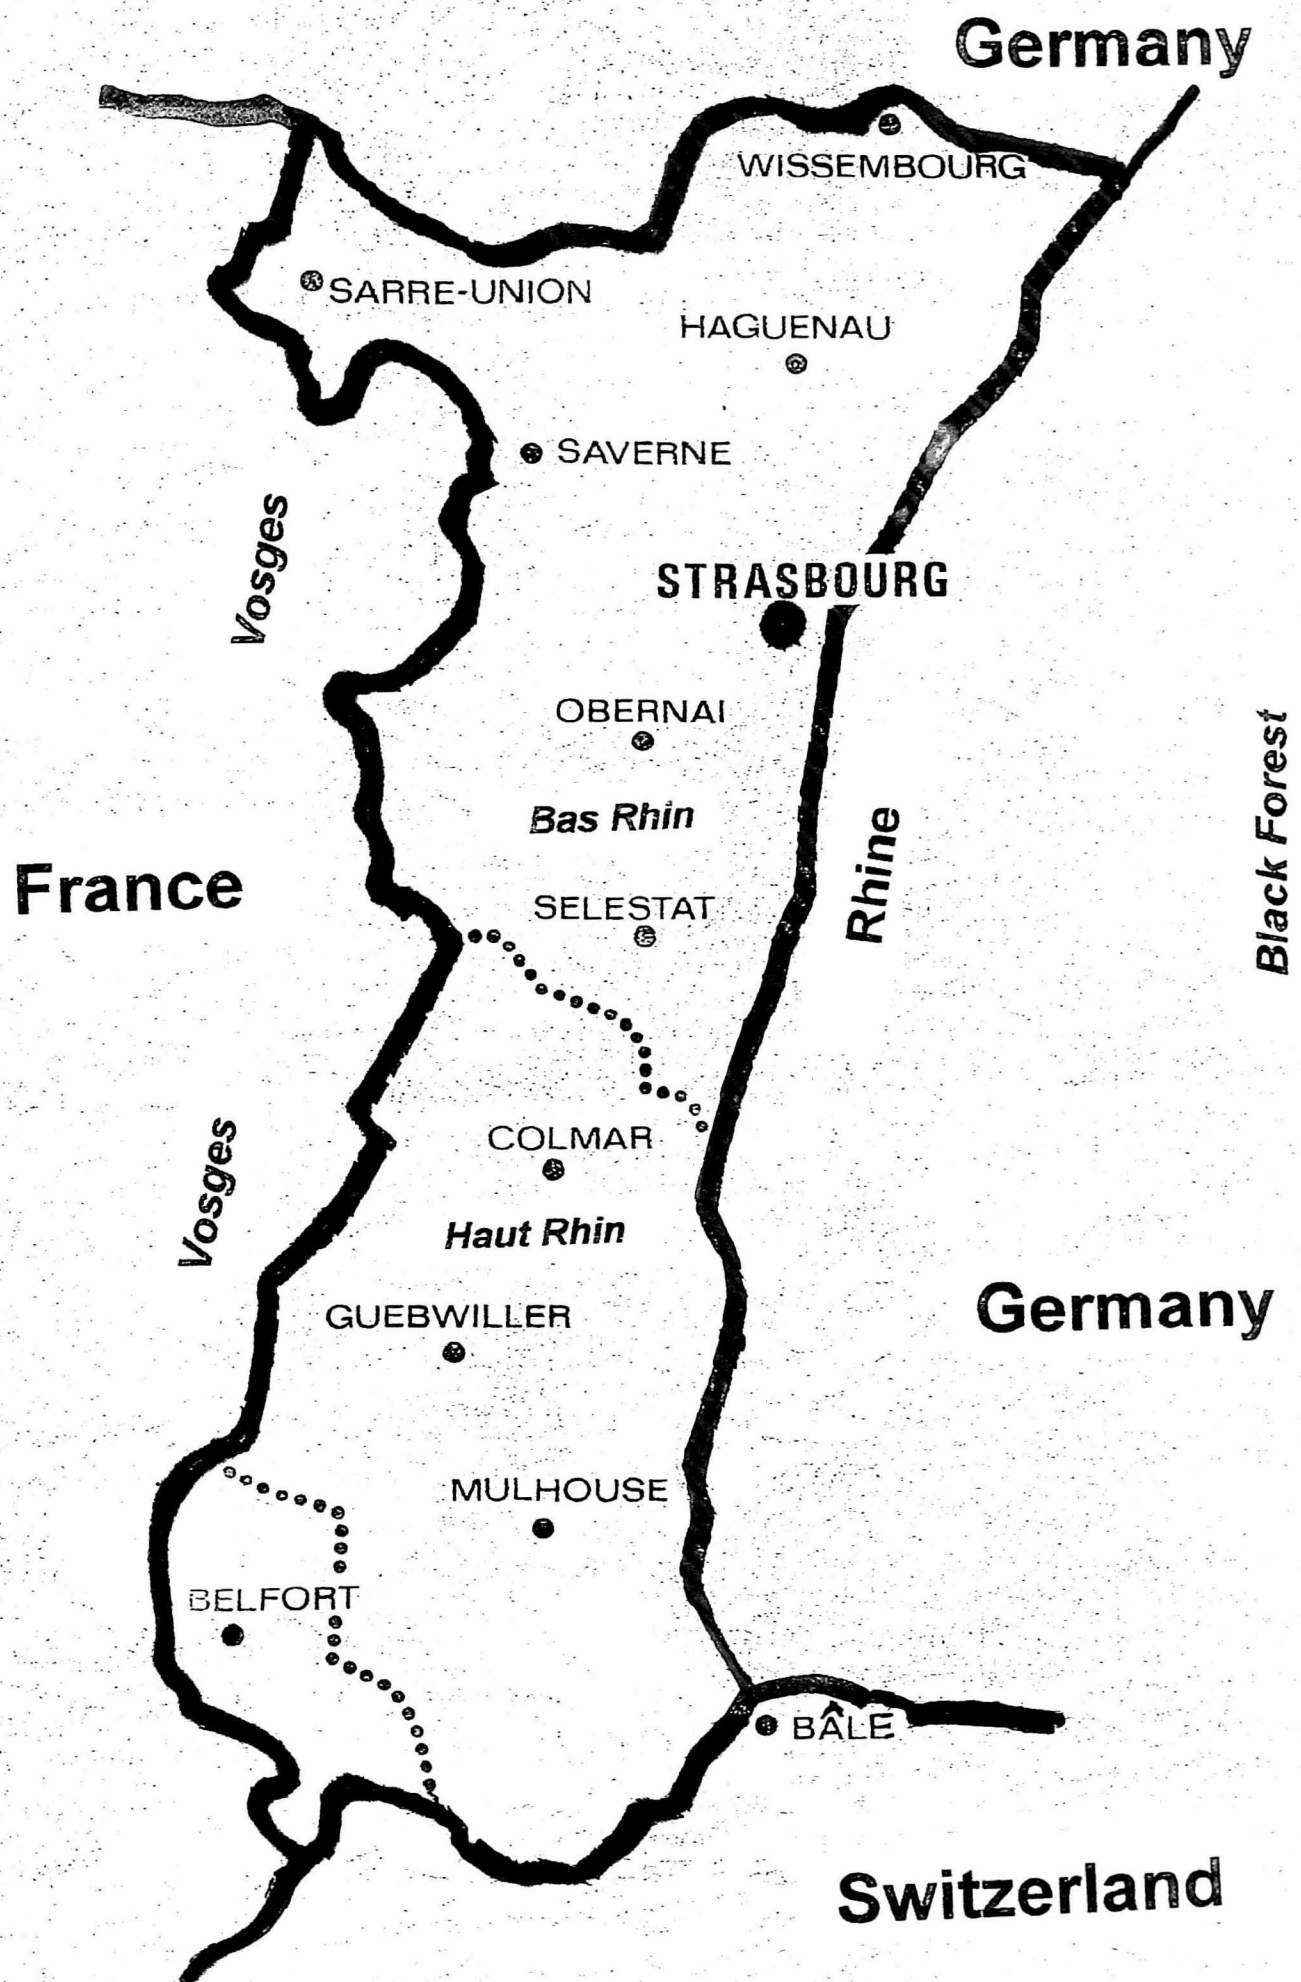 Germany
WISSEMBOURG
SARRE-UNION
HAGUENAU
SAVERNE
Vosges
STRASBOURG
OBERNAI
Bas Rhin
Rhine
Black Forest
France
SELESTAT
COLMAR
Vosges
Haut Rhin
Germany
GUEBWILLER
MULHOUSE
BELFORT
BÂLE
Switzerland